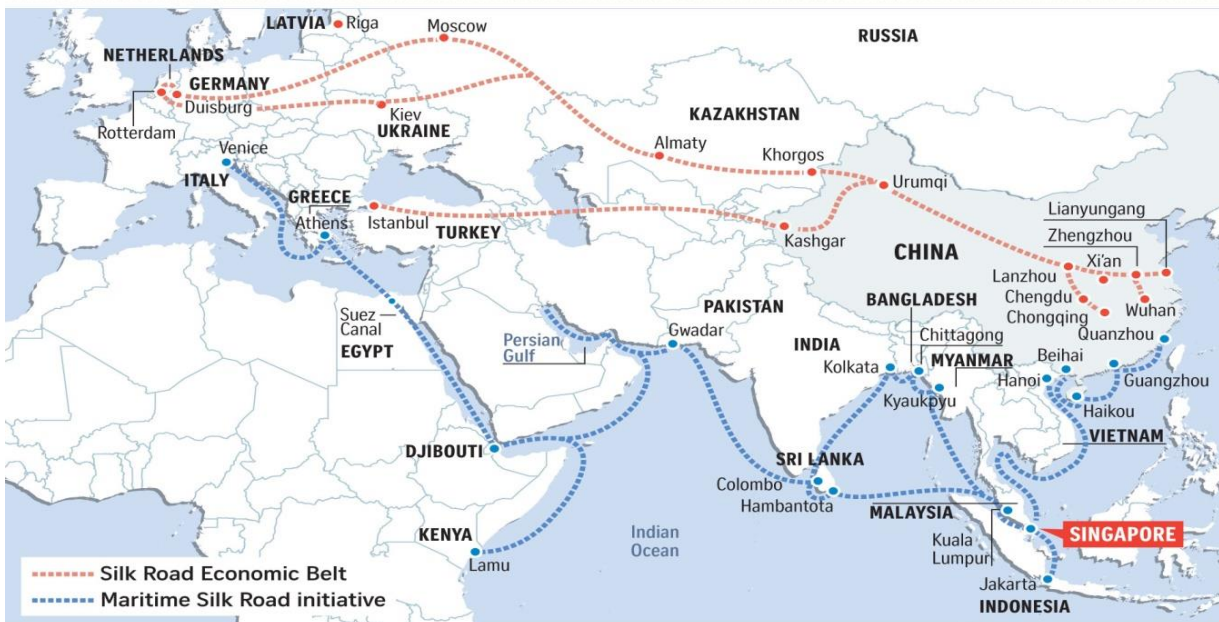 LATVIA
Riga
Moscow
RUSSIA
NETHERLANDS
GERMANY
Duisburg
Rotterdam
Kiev
UKRAINE
KAZAKHSTAN
Almaty
Khorgos
Urumqi
Venice
ITALY
GREECE
Athens
Istanbul
TURKEY
Kashgar
CHINA
Lianyungang
Zhengzhou
Xi'an
Lanzhou
Chengdu
Chongqing
Wuhan
Quanzhou
Suez
Canal
EGYPT
Persian
Gulf
PAKISTAN
Gwadar
BANGLADESH
Chittagong
INDIA
Kolkata
MYANMAR
Kyaukpyu
Beihai
Hanoi
Guangzhou
Haikou
VIETNAM
DJIBOUTI
SRI LANKA
Colombo
Hambantota
MALAYSIA
Kuala
Lumpur
SINGAPORE
Jakarta
INDONESIA
KENYA
Lamu
Indian
Ocean
Silk Road Economic Belt
Maritime Silk Road initiative